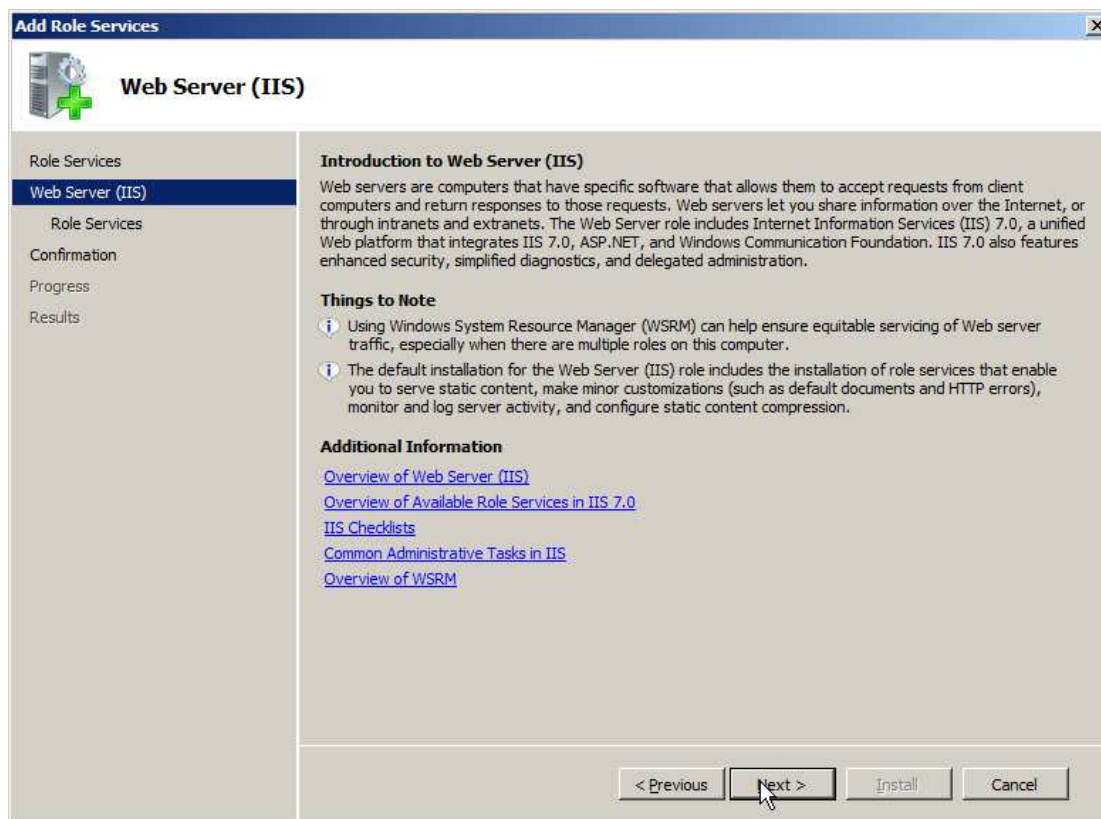 Add Role Services
Web Server (IIS)
Role Services
Web Server (IIS)
Role Services
Confirmation
Progress
Results
Introduction to Web Server (IIS)
Web servers are computers that have specific software that allows them to accept requests from client
computers and return responses to those requests. Web servers let you share information over the Internet, or
through intranets and extranets. The Web Server role includes Internet Information Services (IIS) 7.0, a unified
Web platform that integrates IIS 7.0, ASP.NET, and Windows Communication Foundation. IIS 7.0 also features
enhanced security, simplified diagnostics, and delegated administration.
Things to Note
Using Windows System Resource Manager (WSRM) can help ensure equitable servicing of Web server
traffic, especially when there are multiple roles on this computer.
The default installation for the Web Server (IIS) role includes the installation of role services that enable
you to serve static content, make minor customizations (such as default documents and HTTP errors),
monitor and log server activity, and configure static content compression.
Additional Information
Overview of Web Server (IIS)
Overview of Available Role Services in IIS 7.0
IIS Checklists
Common Administrative Tasks in IIS
Overview of WSRM
< Previous
Next >
Install
Cancel